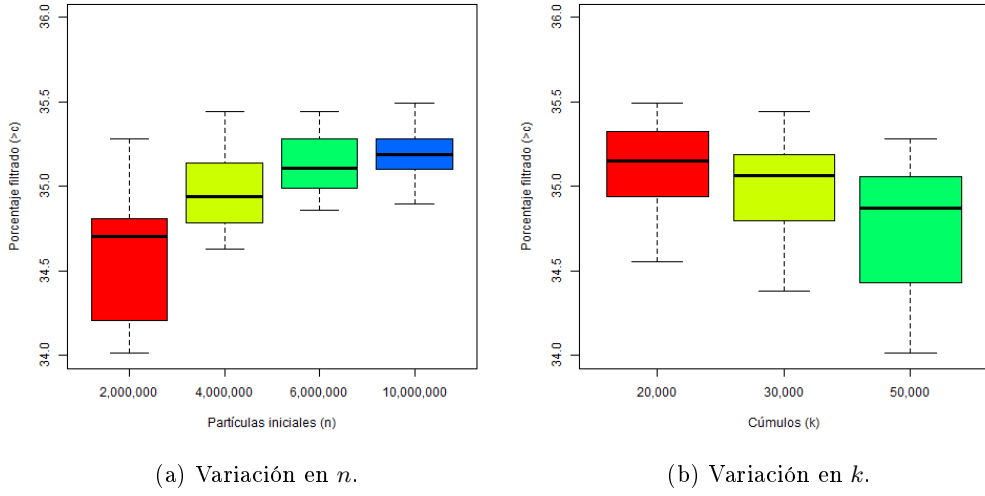 Porcentaje filtrado (>c)
36.0
35.5
35.0
34.5
34.0
2,000,000 4,000,000 6,000,000 10,000,000
Partículas iniciales (n)
(a) Variación en n.
Porcentaje filtrado (>c)
36.0
35.5
35.0
34.5
34.0
20,000 30,000 50,000
Cúmulos (k)
(b) Variación en k.